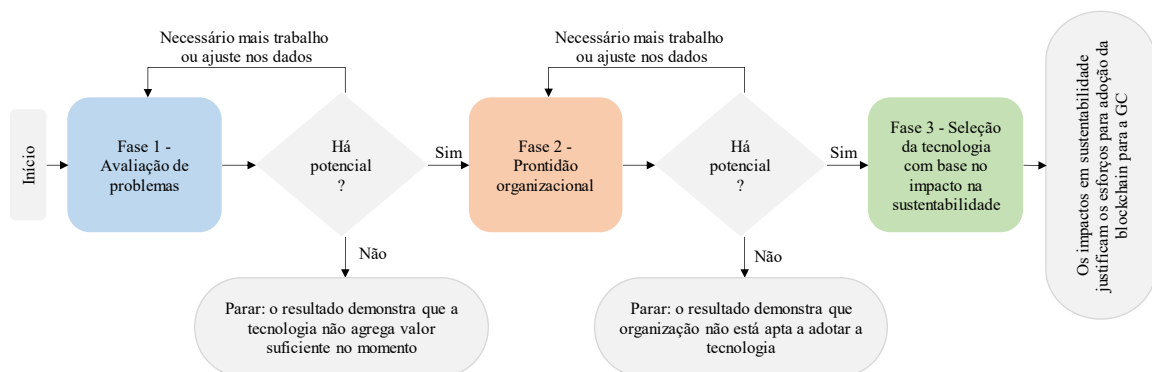 Início
Fase 1 -
Avaliação de
problemas
Necessário mais trabalho
ou ajuste nos dados
Há
potencial
?
Sim
Não
Parar: o resultado demonstra que a
tecnologia não agrega valor
suficiente no momento
Fase 2 -
Prontidão
organizacional
Necessário mais trabalho
ou ajuste nos dados
Há
potencial
?
Sim
Não
Parar: o resultado demonstra que
organização não está apta a adotar a
tecnologia
Fase 3 - Seleção
da tecnologia
com base no
impacto na
sustentabilidade
Os impactos em sustentabilidade
justificam os esforços para adoção da
blockchain para a GC